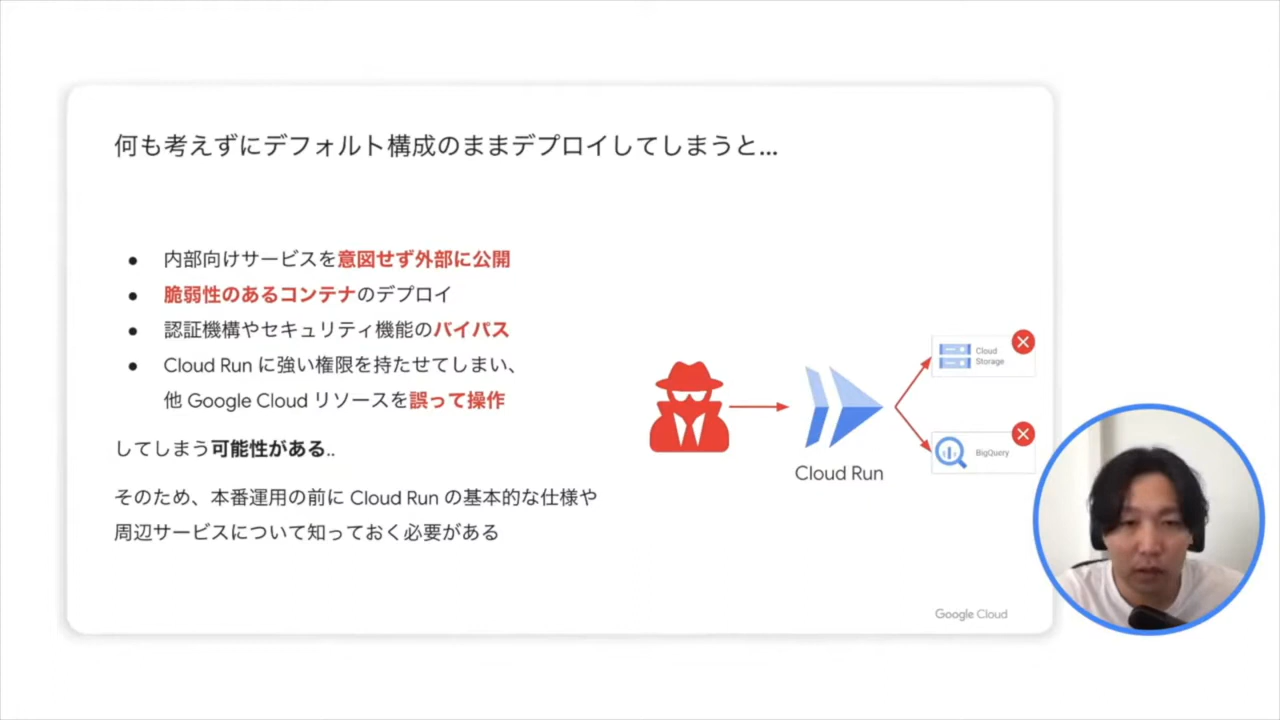 何も考えずにデフォルト構成のままデプロイしてしまうと...
● 内部向けサービスを意図せず外部に公開
● 脆弱性のあるコンテナのデプロイ
● 認証機構やセキュリティ機能のバイパス
● Cloud Run に強い権限を持たせてしまい、
他 Google Cloud リソースを誤って操作
してしまう可能性がある..
そのため、本番運用の前に Cloud Run の基本的な仕様や
周辺サービスについて知っておく必要がある
Cloud Run
Cloud
Storage
BigQuery
Google Cloud